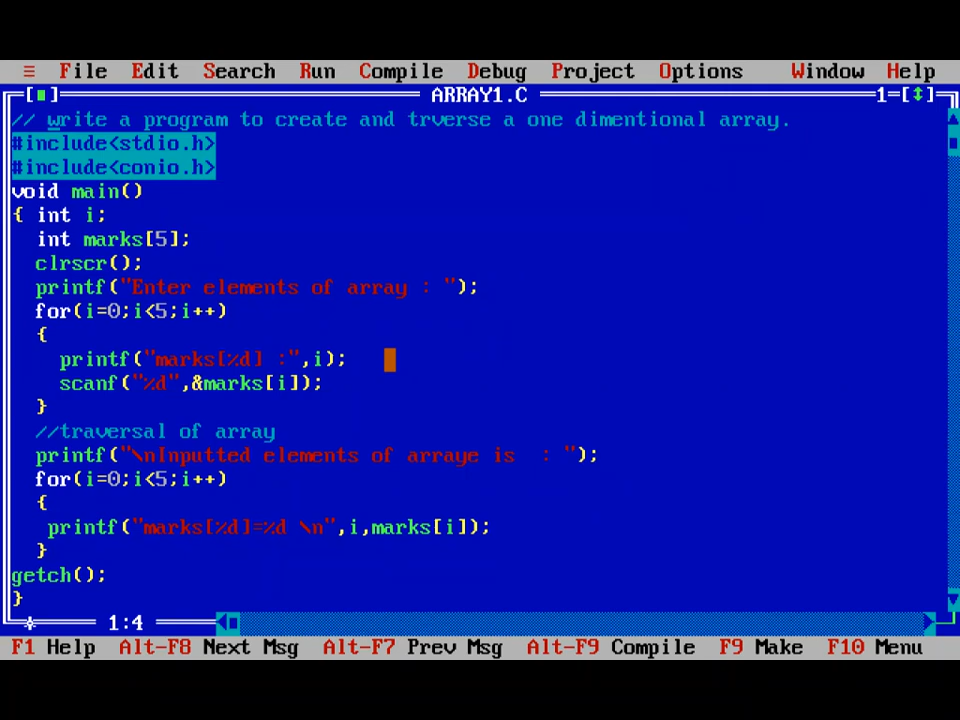 ≡ File Edit Search Run Compile Debug Project Options Window Help
[■] ARRAY1.C 1=[↕]
// write a program to create and trverse a one dimentional array.
#include<stdio.h>
#include<conio.h>
void main()
{ int i;
int marks[5];
clrscr();
printf("Enter elements of array : ");
for(i=0;i<5;i++)
{
printf("marks[%d] :",i);
scanf("%d",&marks[i]);
}
//traversal of array
printf("\nInputted elements of arraye is  : ");
for(i=0;i<5;i++)
{
printf("marks[%d]=%d \n",i,marks[i]);
}
getch();
}
1:4
F1 Help Alt-F8 Next Msg Alt-F7 Prev Msg Alt-F9 Compile F9 Make F10 Menu